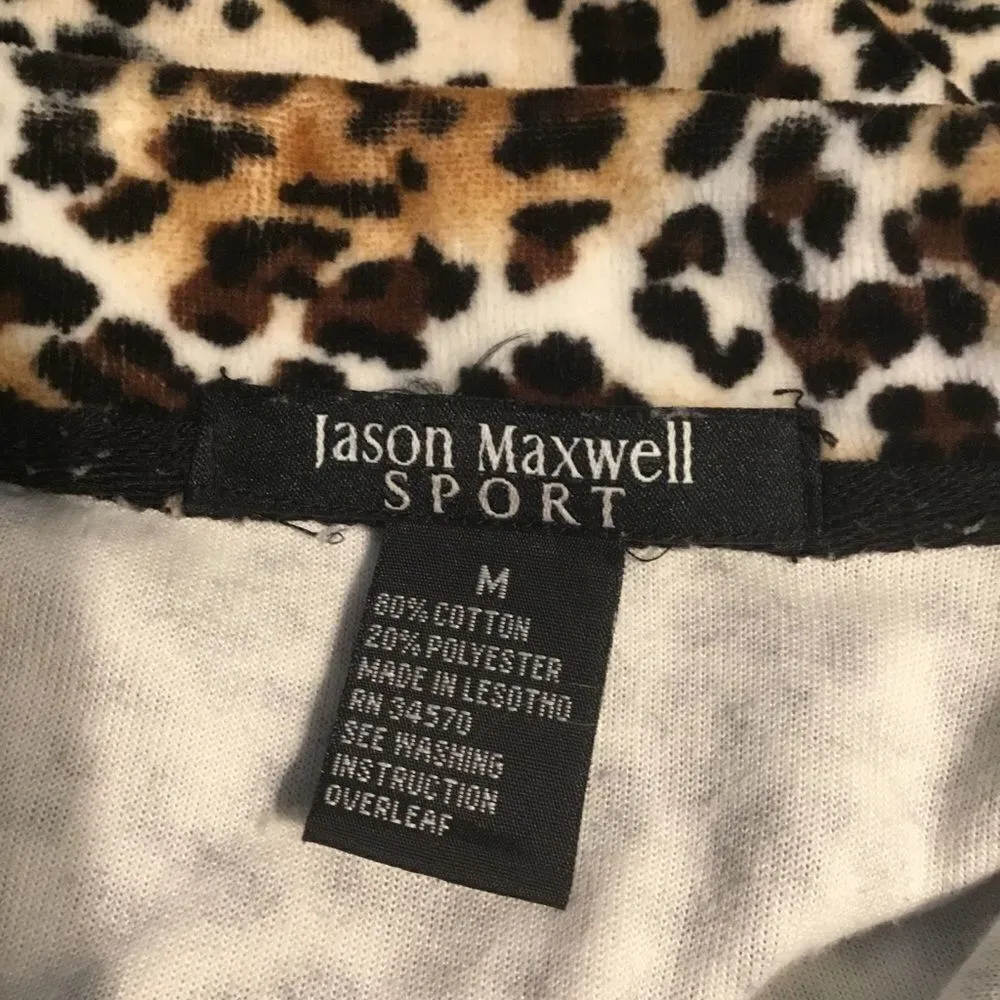 Jason Maxwell
SPORT
M
80% COTTON
20% POLYESTER
MADE IN LESOTHO
RN 34570
SEE WASHING
INSTRUCTION
OVERLEAF